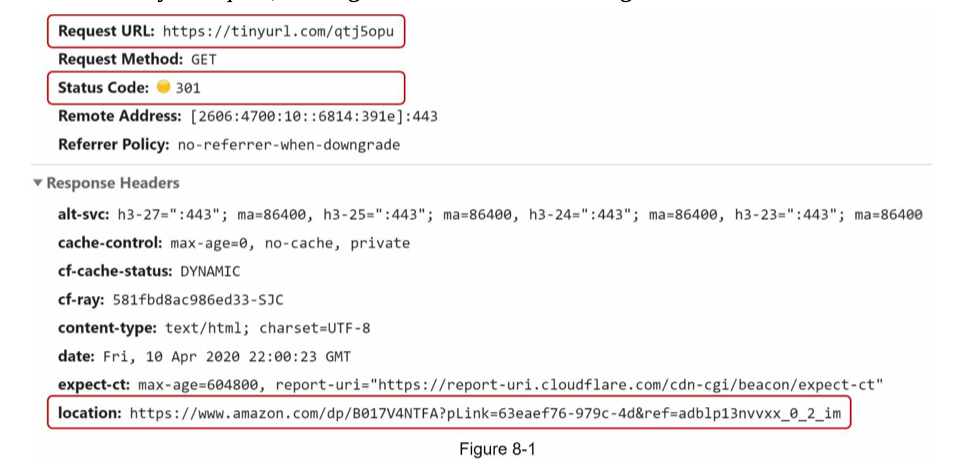 Request URL: https://tinyurl.com/qtj5opu
Request Method: GET
Status Code: 301
Remote Address: [2606:4700:10::6814:391e]:443
Referrer Policy: no-referrer-when-downgrade
Response Headers
alt-svc: h3-27=":443"; ma=86400, h3-25=":443"; ma=86400, h3-24=":443"; ma=86400, h3-23=":443"; ma=86400
cache-control: max-age=0, no-cache, private
cf-cache-status: DYNAMIC
cf-ray: 581fbd8ac986ed33-SJC
content-type: text/html; charset=UTF-8
date: Fri, 10 Apr 2020 22:00:23 GMT
expect-ct: max-age=604800, report-uri="https://report-uri.cloudflare.com/cdn-cgi/beacon/expect-ct"
location: https://www.amazon.com/dp/B017V4NTFA?pLink=63eaef76-979c-4d&ref=adblp13nvvxx_0_2_im
Figure 8-1